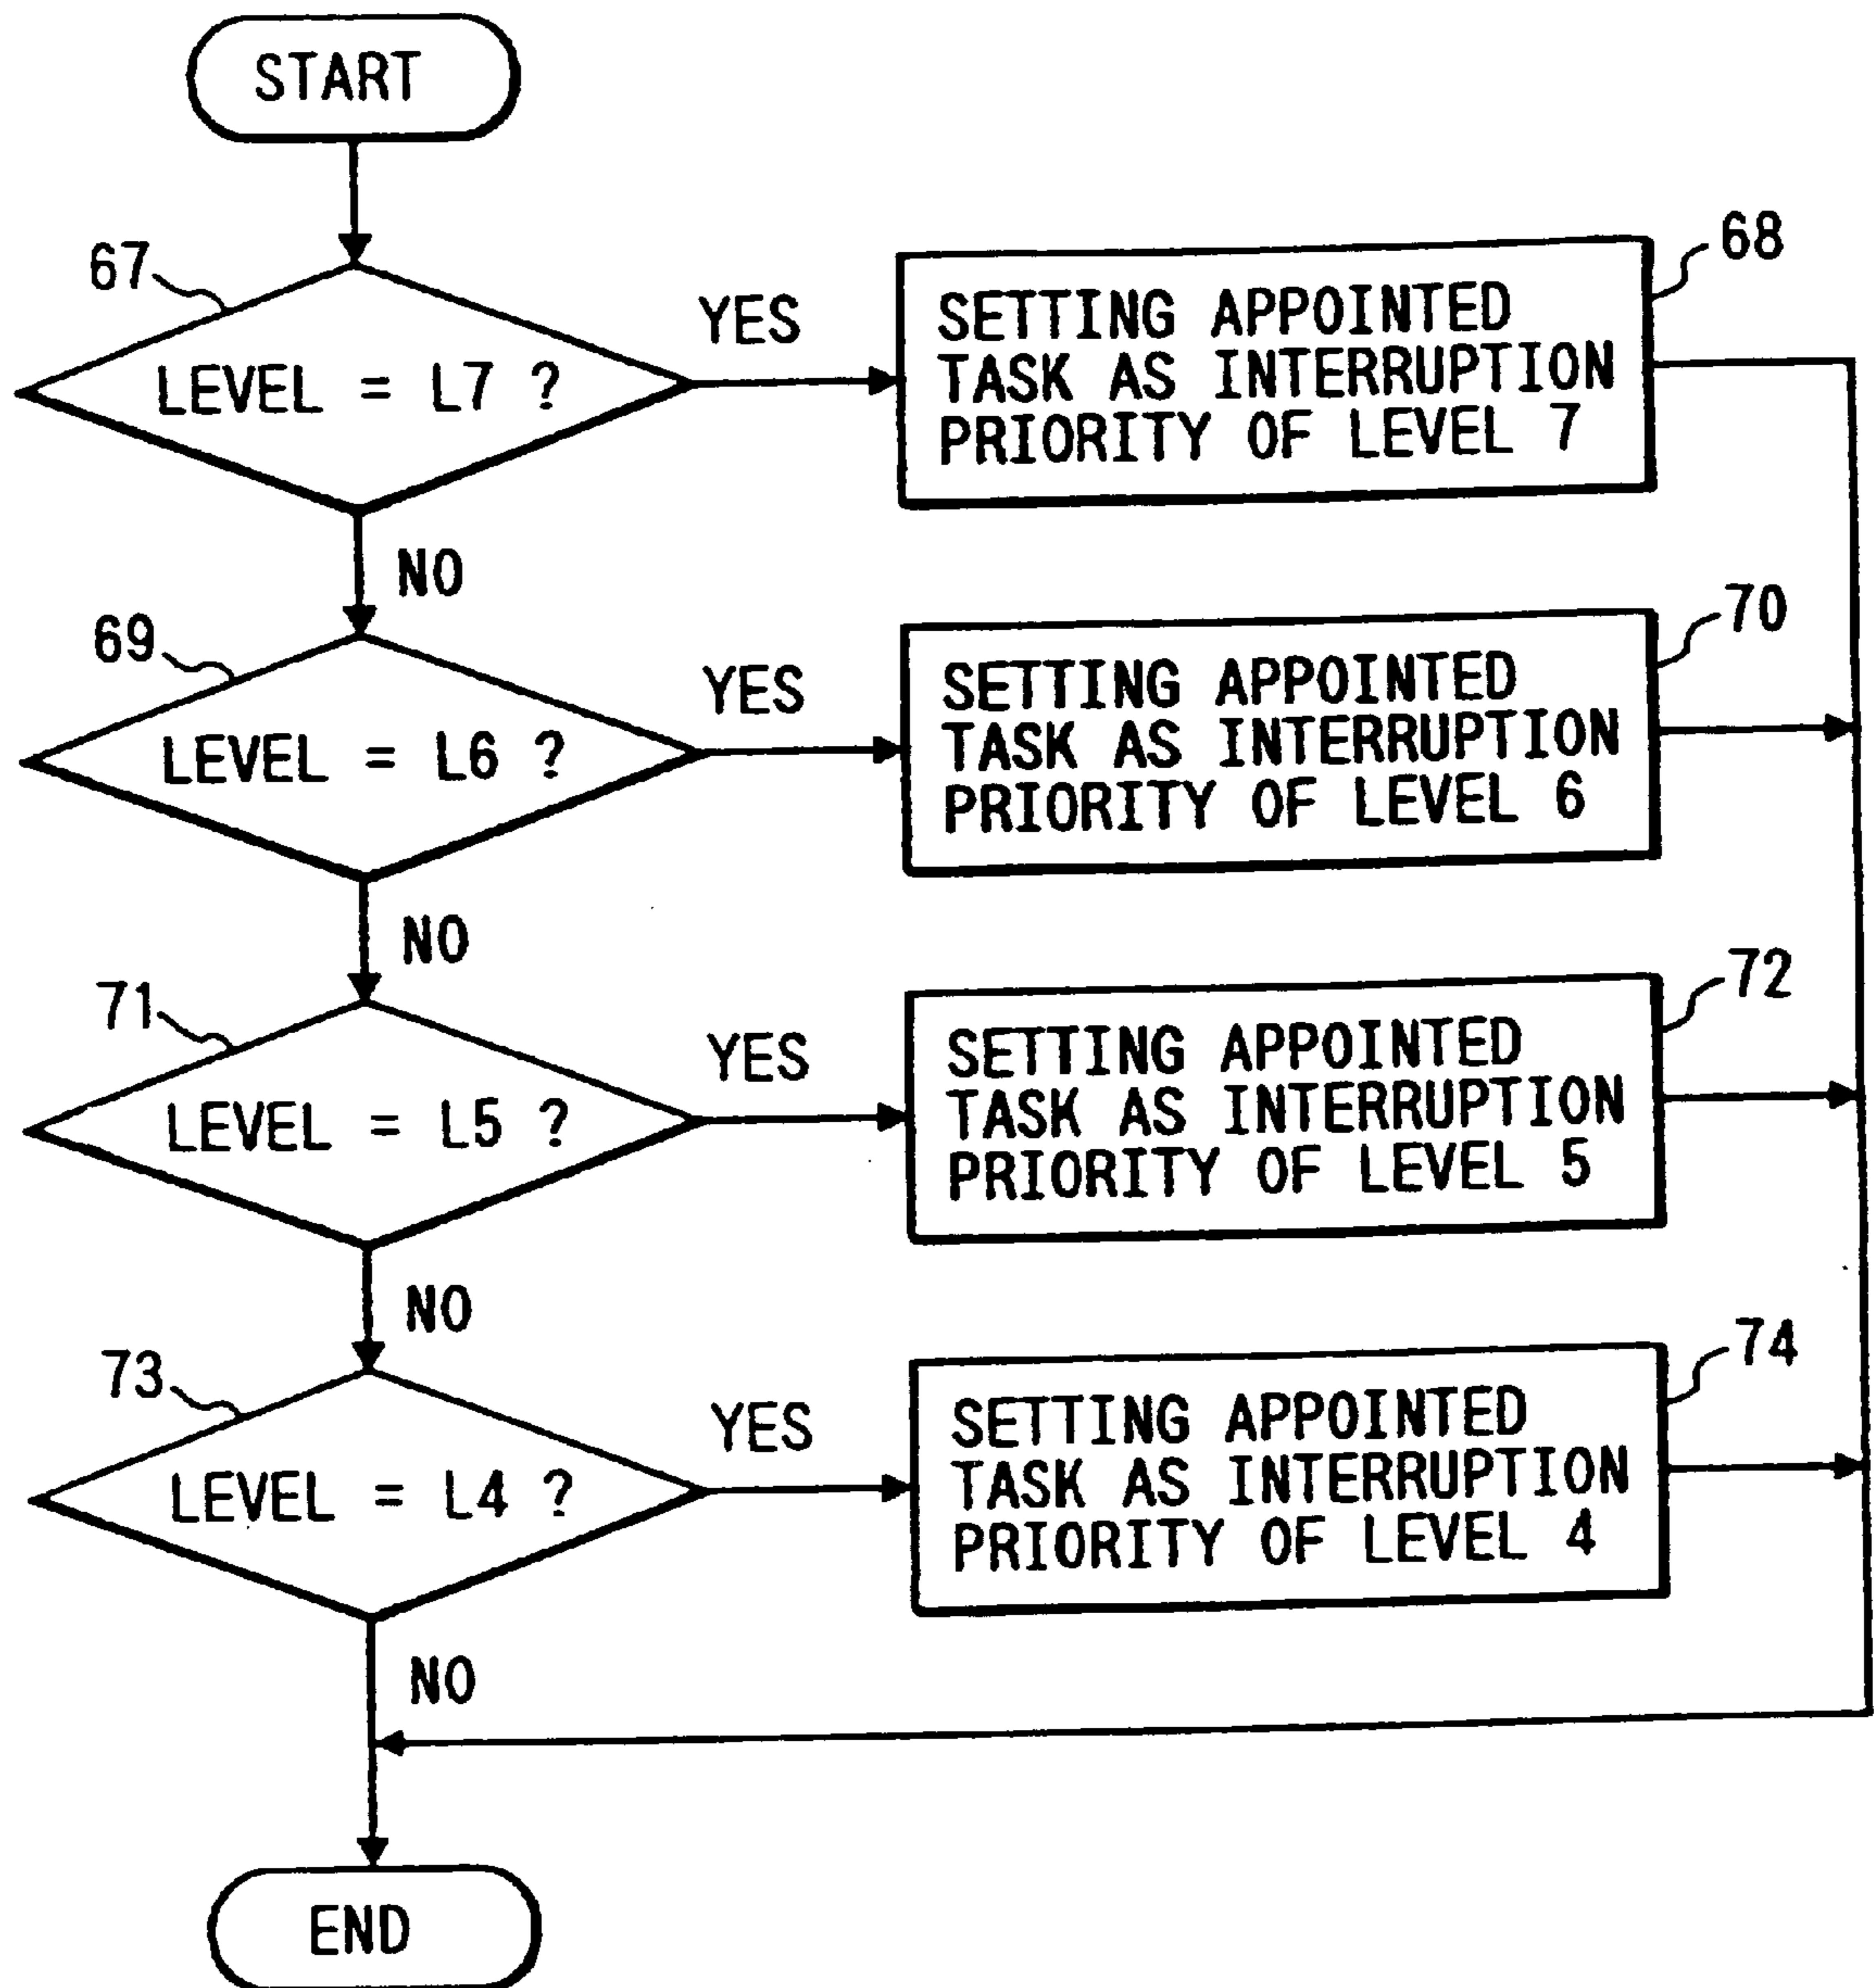 START
67
LEVEL = L7 ?
YES
68
SETTING APPOINTED
TASK AS INTERRUPTION
PRIORITY OF LEVEL 7
NO
69
LEVEL = L6 ?
YES
70
SETTING APPOINTED
TASK AS INTERRUPTION
PRIORITY OF LEVEL 6
NO
71
LEVEL = L5 ?
YES
72
SETTING APPOINTED
TASK AS INTERRUPTION
PRIORITY OF LEVEL 5
NO
73
LEVEL = L4 ?
YES
74
SETTING APPOINTED
TASK AS INTERRUPTION
PRIORITY OF LEVEL 4
NO
END